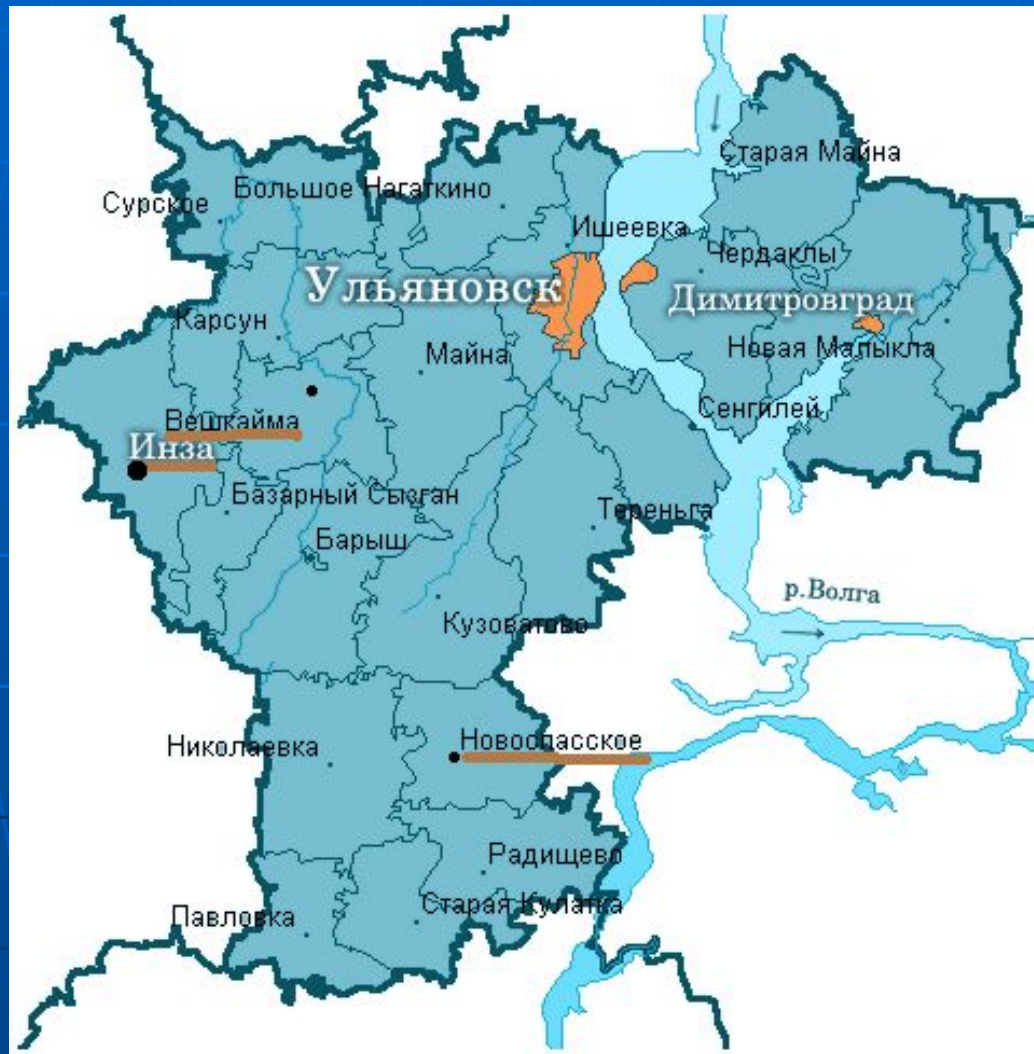 Старая Майна
Большое Нагаткино
Сурское
Ишеевка
Чердаклы
Ульяновск
Димитровград
Карсун
Майна
Новая Малыкла
Сенгилей
Вешкайма
Инза
Базарный Сызган
Тереньга
Барыш
р.Волга
Кузоватово
Новоспасское
Николаевка
Радищево
Старая Кулатка
Павловка